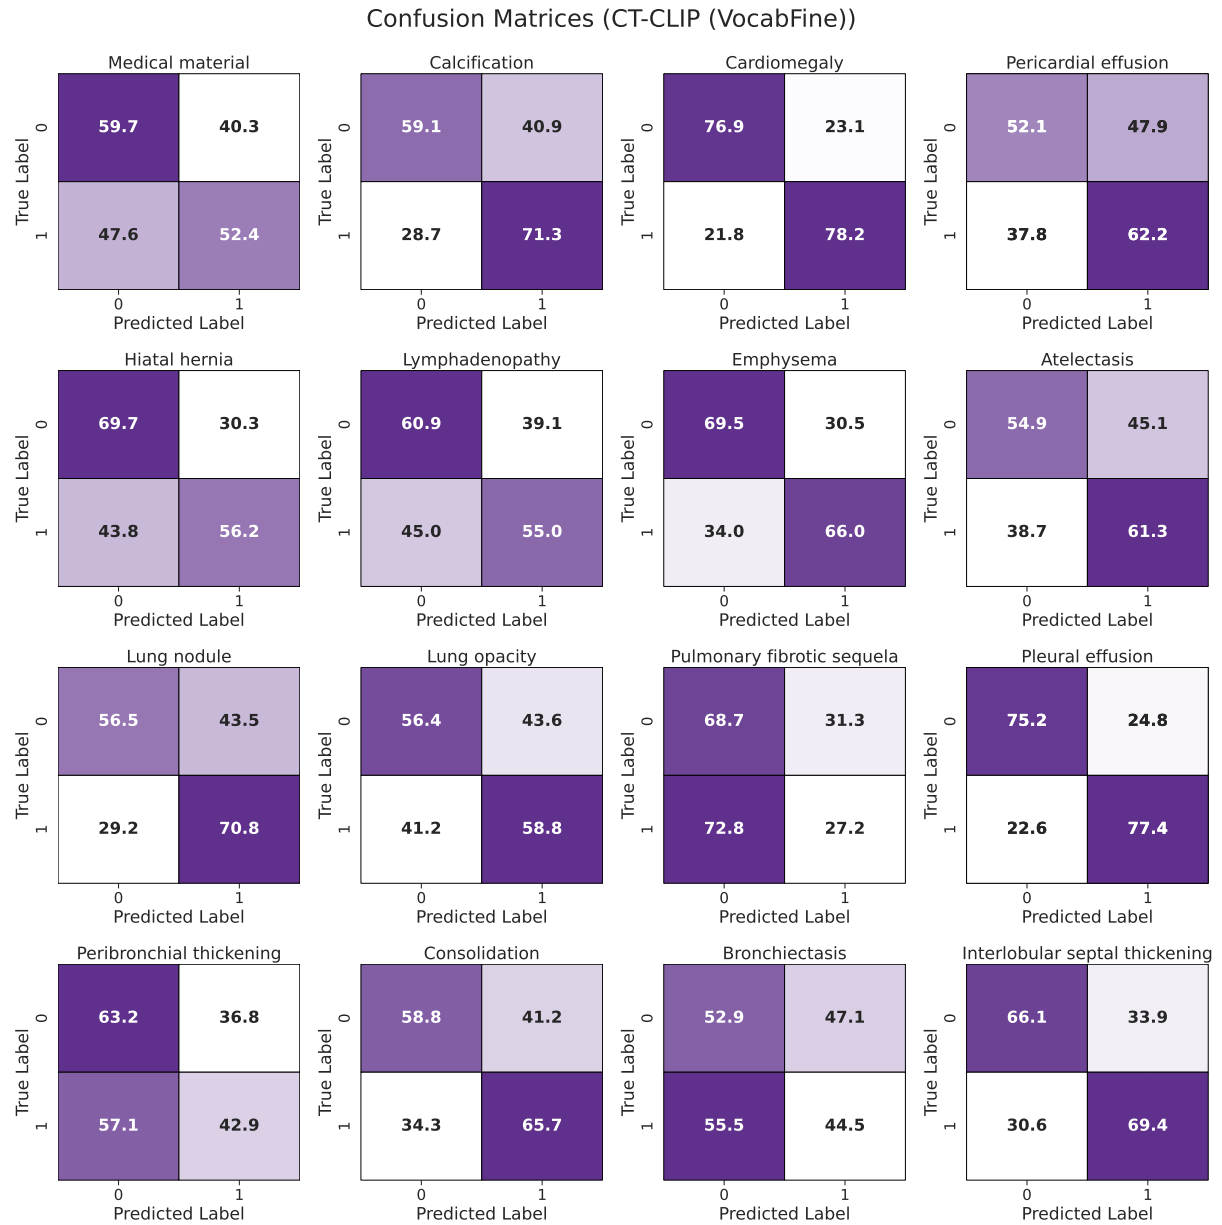 Confusion Matrices (CT-CLIP (VocabFine))
Medical material
True Label
0
59.7 40.3
1
47.6 52.4
0 1
Predicted Label
Calcification
True Label
0
59.1 40.9
1
28.7 71.3
0 1
Predicted Label
Cardiomegaly
True Label
0
76.9 23.1
1
21.8 78.2
0 1
Predicted Label
Pericardial effusion
True Label
0
52.1 47.9
1
37.8 62.2
0 1
Predicted Label
Hiatal hernia
True Label
0
69.7 30.3
1
43.8 56.2
0 1
Predicted Label
Lymphadenopathy
True Label
0
60.9 39.1
1
45.0 55.0
0 1
Predicted Label
Emphysema
True Label
0
69.5 30.5
1
34.0 66.0
0 1
Predicted Label
Atelectasis
True Label
0
54.9 45.1
1
38.7 61.3
0 1
Predicted Label
Lung nodule
True Label
0
56.5 43.5
1
29.2 70.8
0 1
Predicted Label
Lung opacity
True Label
0
56.4 43.6
1
41.2 58.8
0 1
Predicted Label
Pulmonary fibrotic sequela
True Label
0
68.7 31.3
1
72.8 27.2
0 1
Predicted Label
Pleural effusion
True Label
0
75.2 24.8
1
22.6 77.4
0 1
Predicted Label
Peribronchial thickening
True Label
0
63.2 36.8
1
57.1 42.9
0 1
Predicted Label
Consolidation
True Label
0
58.8 41.2
1
34.3 65.7
0 1
Predicted Label
Bronchiectasis
True Label
0
52.9 47.1
1
55.5 44.5
0 1
Predicted Label
Interlobular septal thickening
True Label
0
66.1 33.9
1
30.6 69.4
0 1
Predicted Label